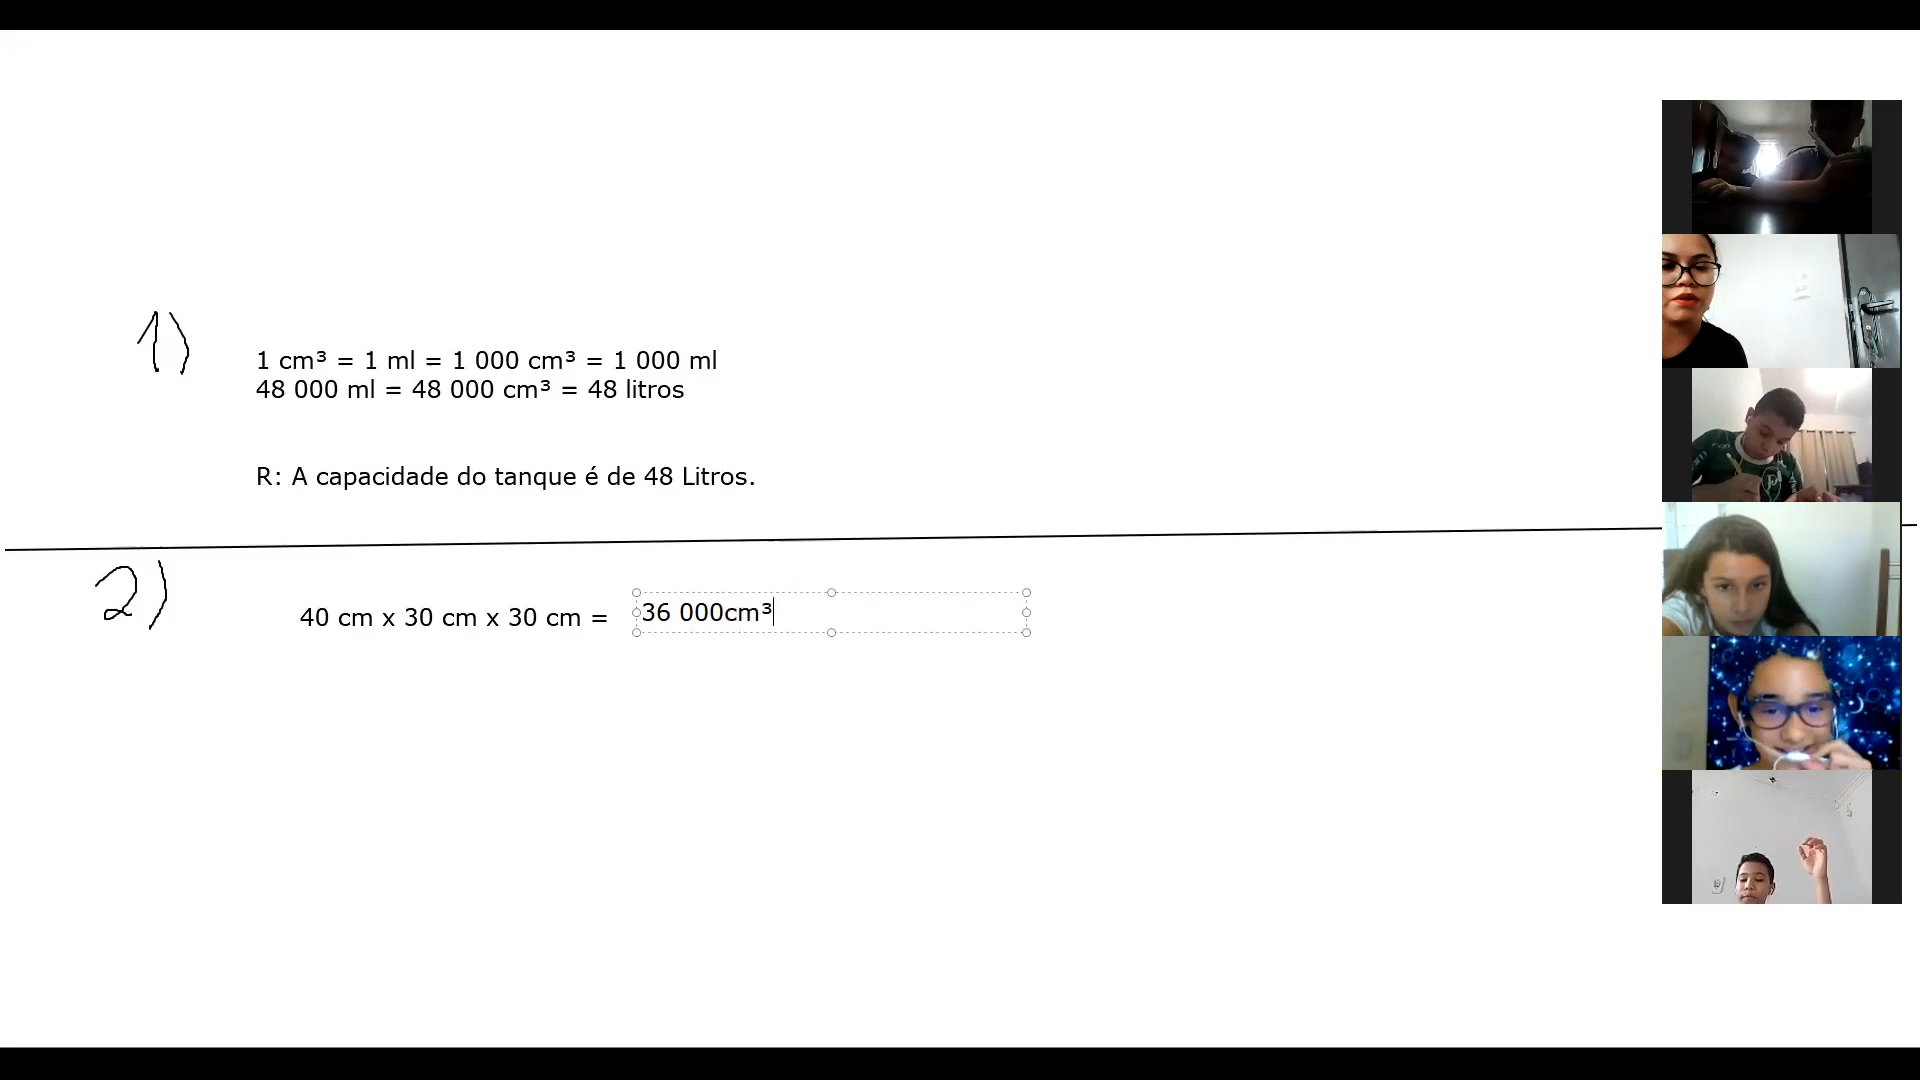 1)
1 cm³ = 1 ml = 1 000 cm³ = 1 000 ml
48 000 ml = 48 000 cm³ = 48 litros
R: A capacidade do tanque é de 48 Litros.
2)
40 cm x 30 cm x 30 cm = 36 000cm³